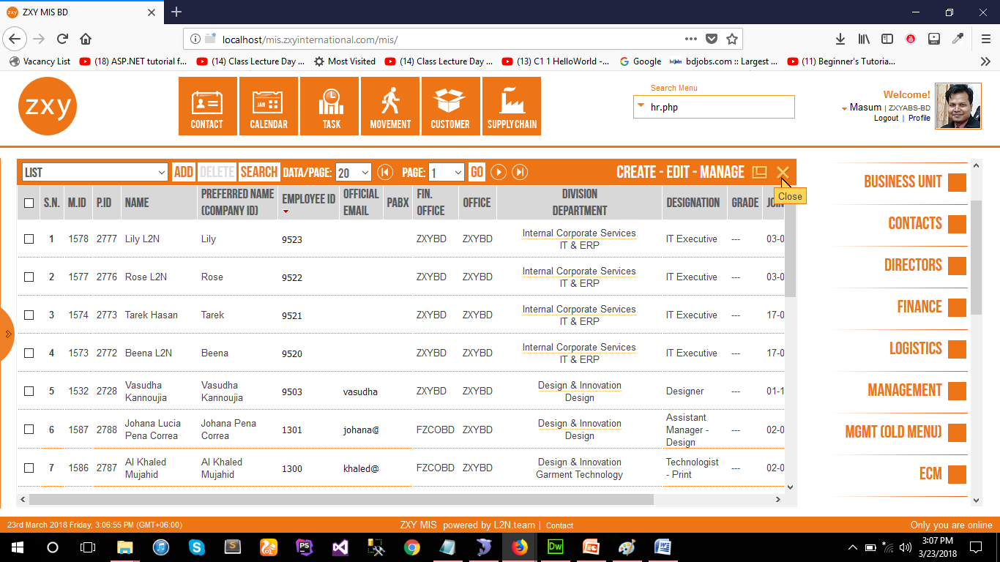 ZXY MIS BD
localhost/mis.zxyinternational.com/mis/
Vacancy List (18) ASP.NET tutorial f... (14) Class Lecture Day ... Most Visited (14) Class Lecture Day ... (13) C1 1 HelloWorld -... Google bdjobs.com :: Largest ... (11) Beginner's Tutoria...
zxy
CONTACT CALENDAR TASK MOVEMENT CUSTOMER SUPPLY CHAIN
Search Menu
hr.php
Welcome!
Masum | ZXYABS-BD
Logout | Profile
LIST ADD DELETE SEARCH DATA/PAGE: 20 PAGE: 1 GO CREATE - EDIT - MANAGE
Close
S.N. M.ID P.ID NAME PREFERRED NAME (COMPANY ID) EMPLOYEE ID OFFICIAL EMAIL PABX FIN. OFFICE OFFICE DIVISION DEPARTMENT DESIGNATION GRADE JOIN
1 1578 2777 Lily L2N Lily 9523 ZXYBD ZXYBD Internal Corporate Services IT & ERP IT Executive --- 03-0
2 1577 2776 Rose L2N Rose 9522 ZXYBD ZXYBD Internal Corporate Services IT & ERP IT Executive --- 03-0
3 1574 2773 Tarek Hasan Tarek 9521 ZXYBD ZXYBD Internal Corporate Services IT & ERP IT Executive --- 17-0
4 1573 2772 Beena L2N Beena 9520 ZXYBD ZXYBD Internal Corporate Services IT & ERP IT Executive --- 17-0
5 1532 2728 Vasudha Kannoujia Vasudha Kannoujia 9503 vasudha ZXYBD ZXYBD Design & Innovation Design Designer --- 01-1
6 1587 2788 Johana Lucia Pena Correa Johana Pena Correa 1301 johana@ FZCOBD ZXYBD Design & Innovation Design Assistant Manager - Design --- 02-0
7 1586 2787 Al Khaled Mujahid Al Khaled Mujahid 1300 khaled@ FZCOBD ZXYBD Design & Innovation Garment Technology Technologist - Print --- 02-0
BUSINESS UNIT
CONTACTS
DIRECTORS
FINANCE
LOGISTICS
MANAGEMENT
MGMT (OLD MENU)
ECM
23rd March 2018 Friday, 3:06:55 PM (GMT+06:00) ZXY MIS powered by L2N.team | Contact Only you are online
3:07 PM
3/23/2018